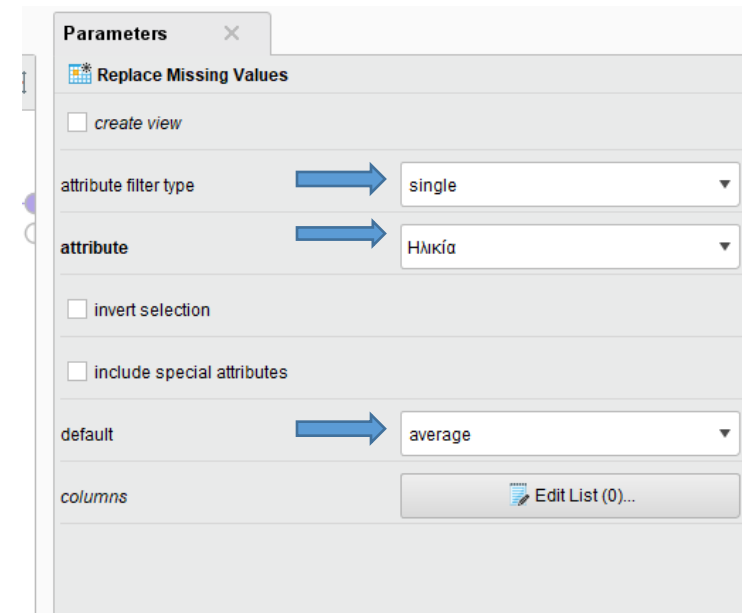 Parameters
Replace Missing Values
create view
attribute filter type single
attribute Ηλικία
invert selection
include special attributes
default average
columns Edit List (0)...